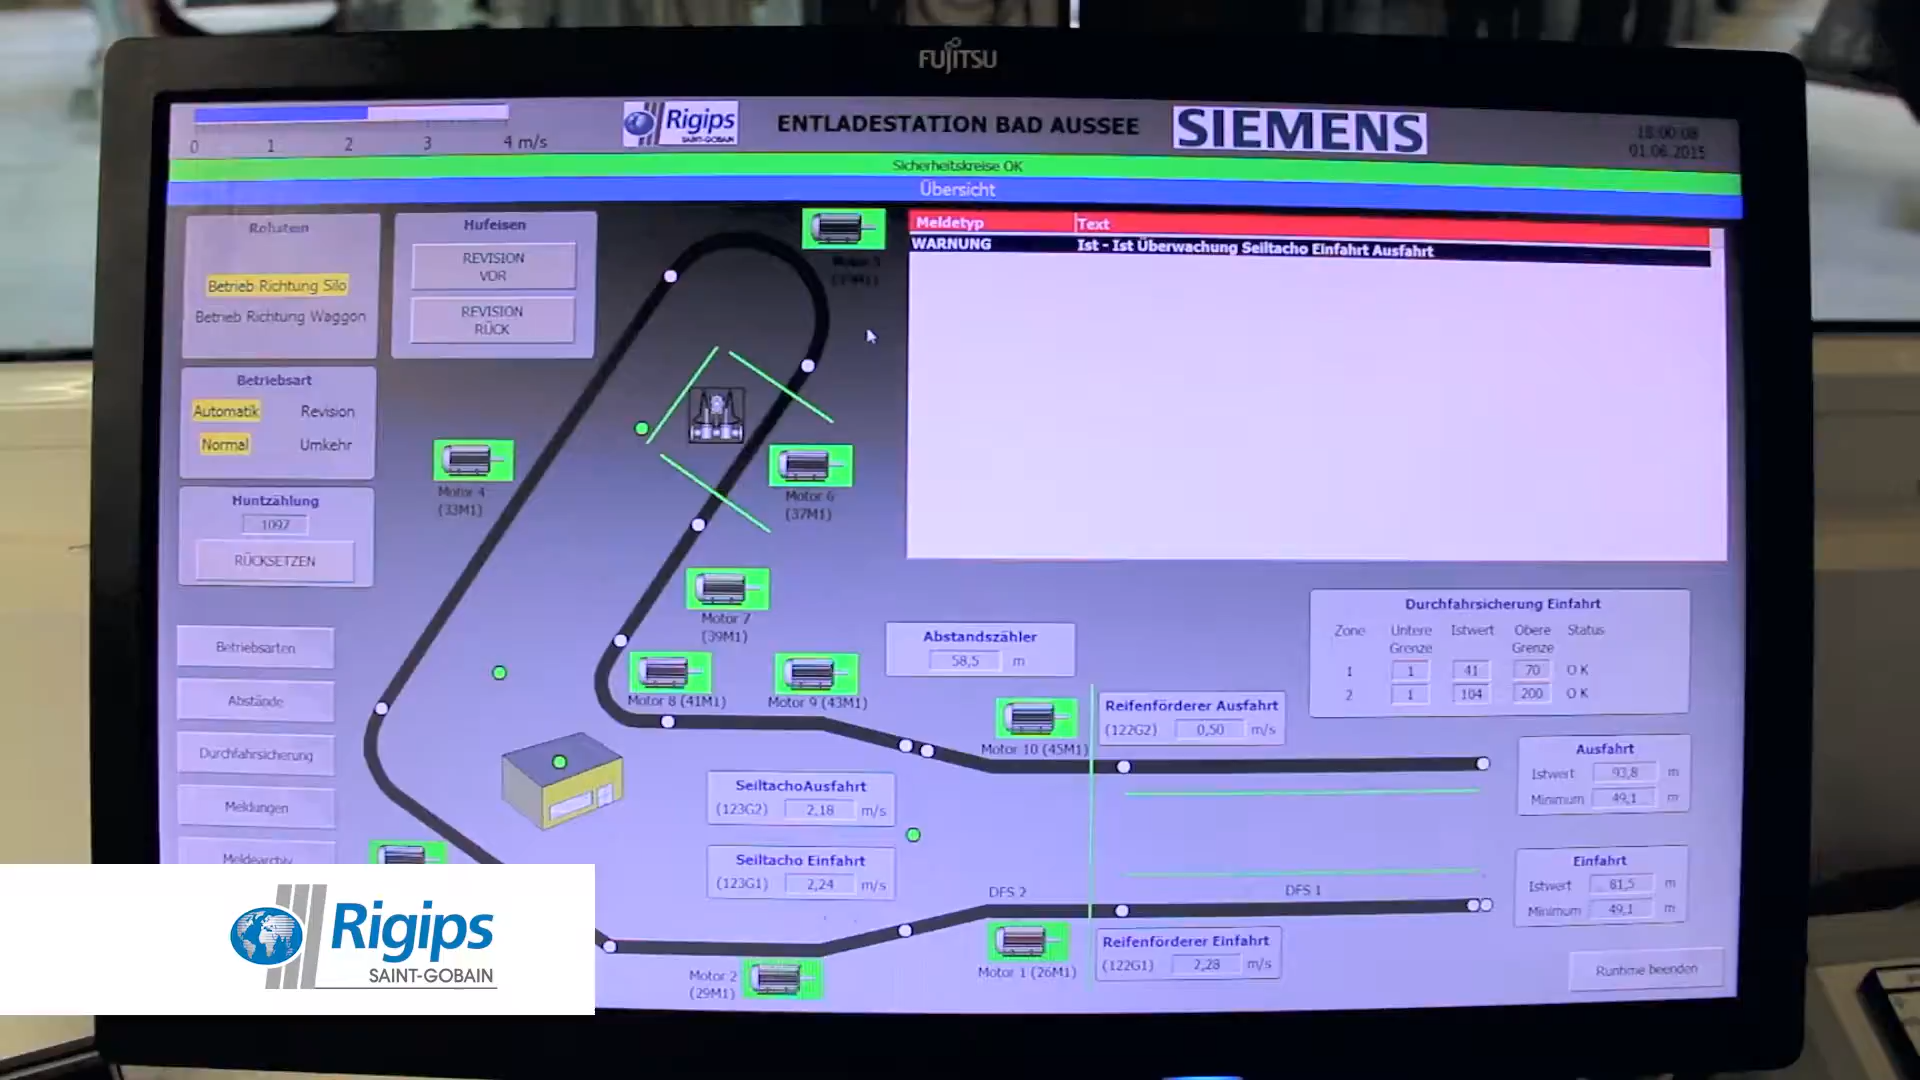 FUJITSU
0 1 2 3 4 m/s
Rigips
SAINT-GOBAIN
ENTLADESTATION BAD AUSSEE
SIEMENS
18:00:08
01.06.2015
Sicherheitskreise OK
Übersicht
Rohstein
Betrieb Richtung Silo
Betrieb Richtung Waggon
Hufeisen
REVISION
VOR
REVISION
RÜCK
Meldetyp Text
WARNUNG Ist - Ist Überwachung Seiltacho Einfahrt Ausfahrt
Betriebsart
Automatik Revision
Normal Umkehr
Huntzählung
1097
RÜCKSETZEN
Motor 4
(33M1)
Motor 6
(37M1)
Motor 7
(39M1)
Motor 8 (41M1)
Motor 9 (43M1)
Motor 10 (45M1)
Abstandszähler
58,5 m
Durchfahrsicherung Einfahrt
Zone Untere Istwert Obere Status
Grenze Grenze
1 1 41 70 OK
2 1 104 200 OK
Reifenförderer Ausfahrt
(122G2) 0,50 m/s
Ausfahrt
Istwert 93,8 m
Minimum 49,1 m
Betriebsarten
Abstände
Durchfahrsicherung
Meldungen
Meldearchiv
SeiltachoAusfahrt
(123G2) 2,18 m/s
Seiltacho Einfahrt
(123G1) 2,24 m/s
DFS 2
DFS 1
Einfahrt
Istwert 81,5 m
Minimum 49,1 m
Motor 2
(29M1)
Motor 1 (26M1)
Reifenförderer Einfahrt
(122G1) 2,28 m/s
Runtime beenden
Rigips
SAINT-GOBAIN